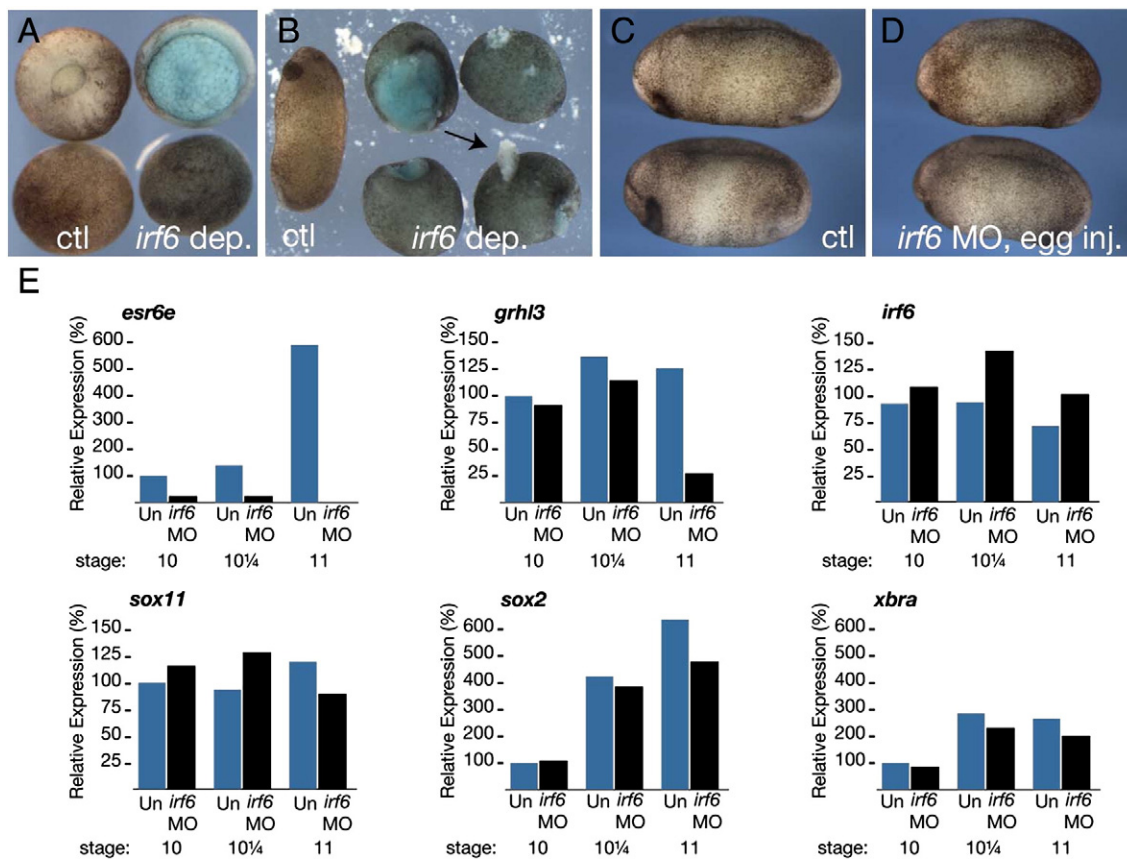 A
ctl
irf6 dep.
B
ctl
irf6 dep.
C
ctl
D
irf6 MO, egg inj.
E
esr6e
Relative Expression (%)
600
500
400
200
100
Un irf6 Un irf6 Un irf6
MO MO MO
stage: 10 10¼ 11
grhl3
Relative Expression (%)
150
125
100
75
25
Un irf6 Un irf6 Un irf6
MO MO MO
stage: 10 10¼ 11
irf6
Relative Expression (%)
150
125
100
75
50
25
Un irf6 Un irf6 Un irf6
MO MO MO
stage: 10 10¼ 11
sox11
Relative Expression (%)
150
125
100
75
50
25
Un irf6 Un irf6 Un irf6
MO MO MO
stage: 10 10¼ 11
sox2
Relative Expression (%)
600
500
400
300
200
100
Un irf6 Un irf6 Un irf6
MO MO MO
stage: 10 10¼ 11
xbra
Relative Expression (%)
600
500
400
300
200
100
Un irf6 Un irf6 Un irf6
MO MO MO
stage: 10 10¼ 11